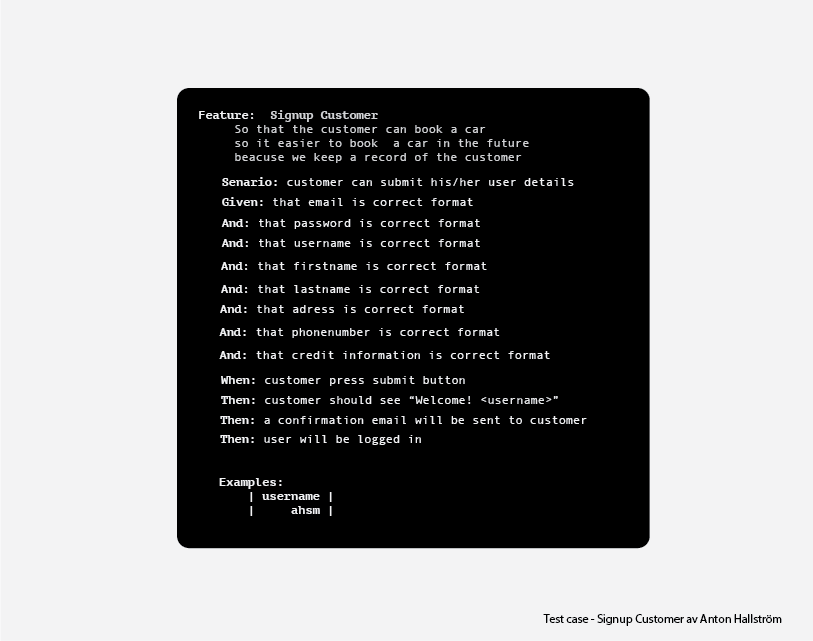 Feature:  Signup Customer
So that the customer can book a car
so it easier to book  a car in the future
beacuse we keep a record of the customer
Senario: customer can submit his/her user details
Given: that email is correct format
And: that password is correct format
And: that username is correct format
And: that firstname is correct format
And: that lastname is correct format
And: that adress is correct format
And: that phonenumber is correct format
And: that credit information is correct format
When: customer press submit button
Then: customer should see “Welcome! <username>”
Then: a confirmation email will be sent to customer
Then: user will be logged in
Examples:
| username |
|     ahsm |
Test case - Signup Customer av Anton Hallström